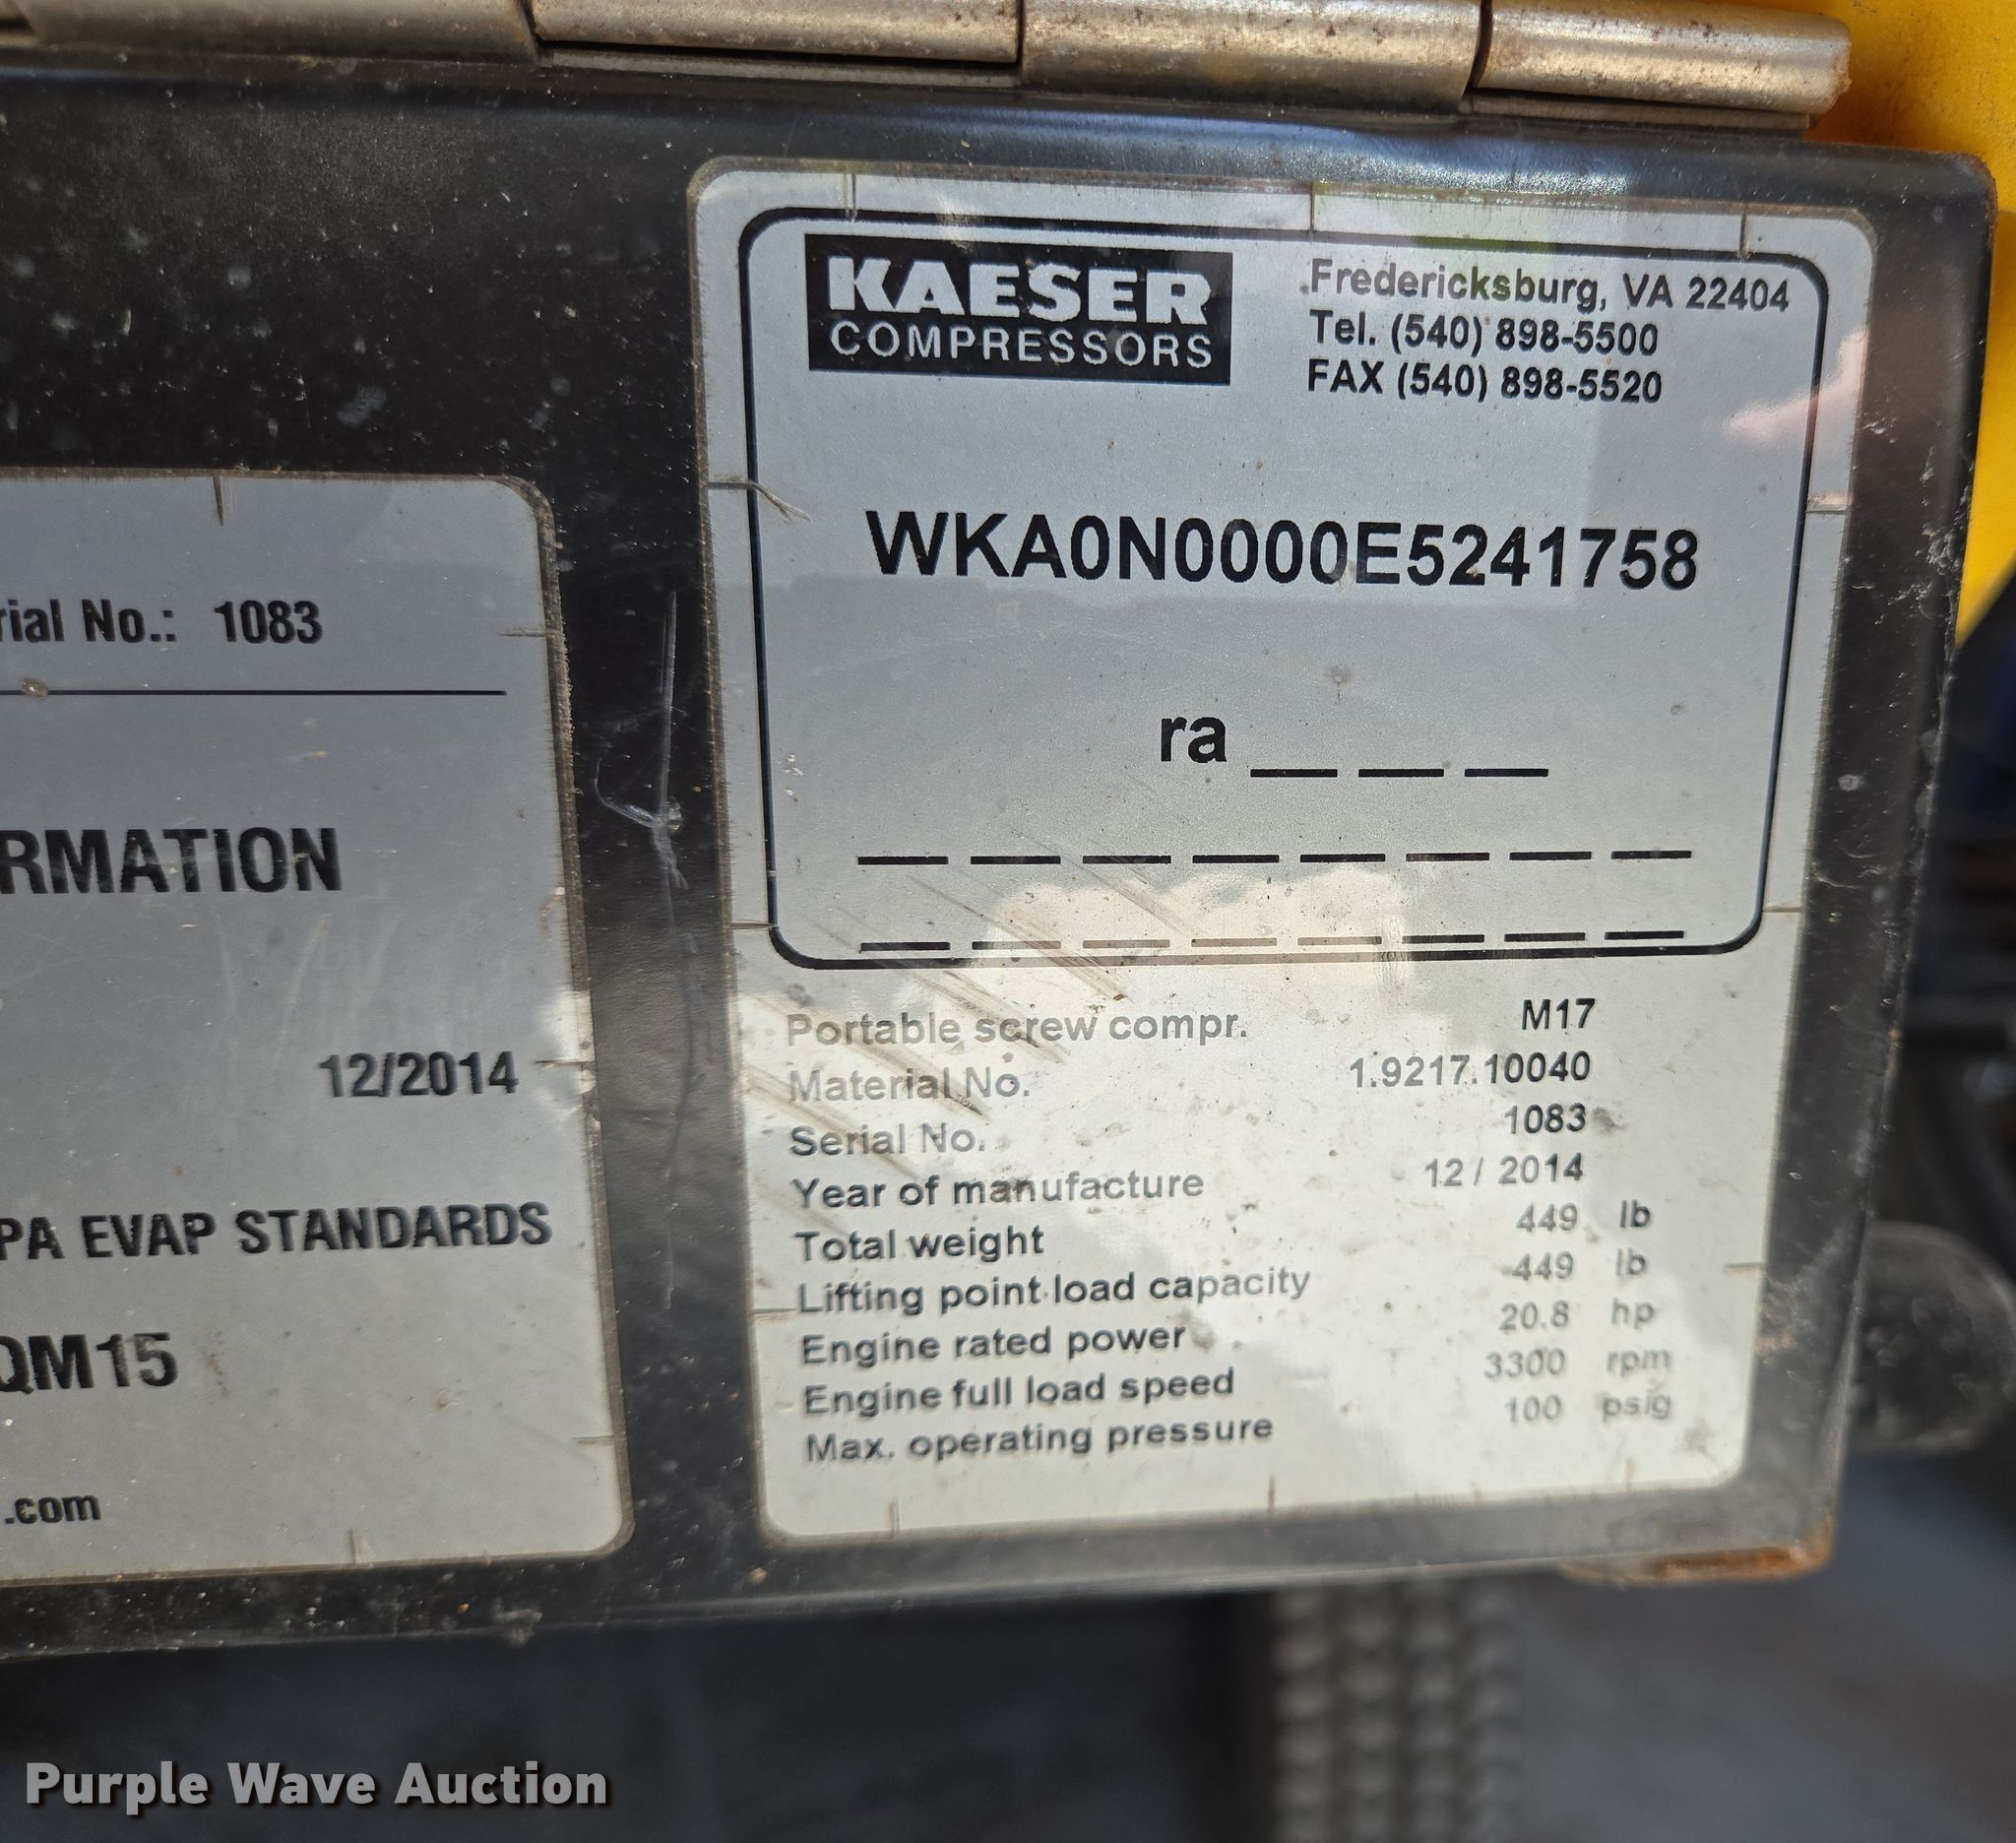 rial No.: 1083
RMATION
12/2014
PA EVAP STANDARDS
QM15
.com
KAESER
COMPRESSORS
Fredericksburg, VA 22404
Tel. (540) 898-5500
FAX (540) 898-5520
WKA0N0000E5241758
ra _ _ _
_ _ _ _ _ _ _ _
_ _ _ _ _ _ _ _
Portable screw compr. M17
Material No. 1.9217.10040
Serial No. 1083
Year of manufacture 12 / 2014
Total weight 449 lb
Lifting point load capacity 449 lb
Engine rated power 20.8 hp
Engine full load speed 3300 rpm
Max. operating pressure 100 psig
Purple Wave Auction